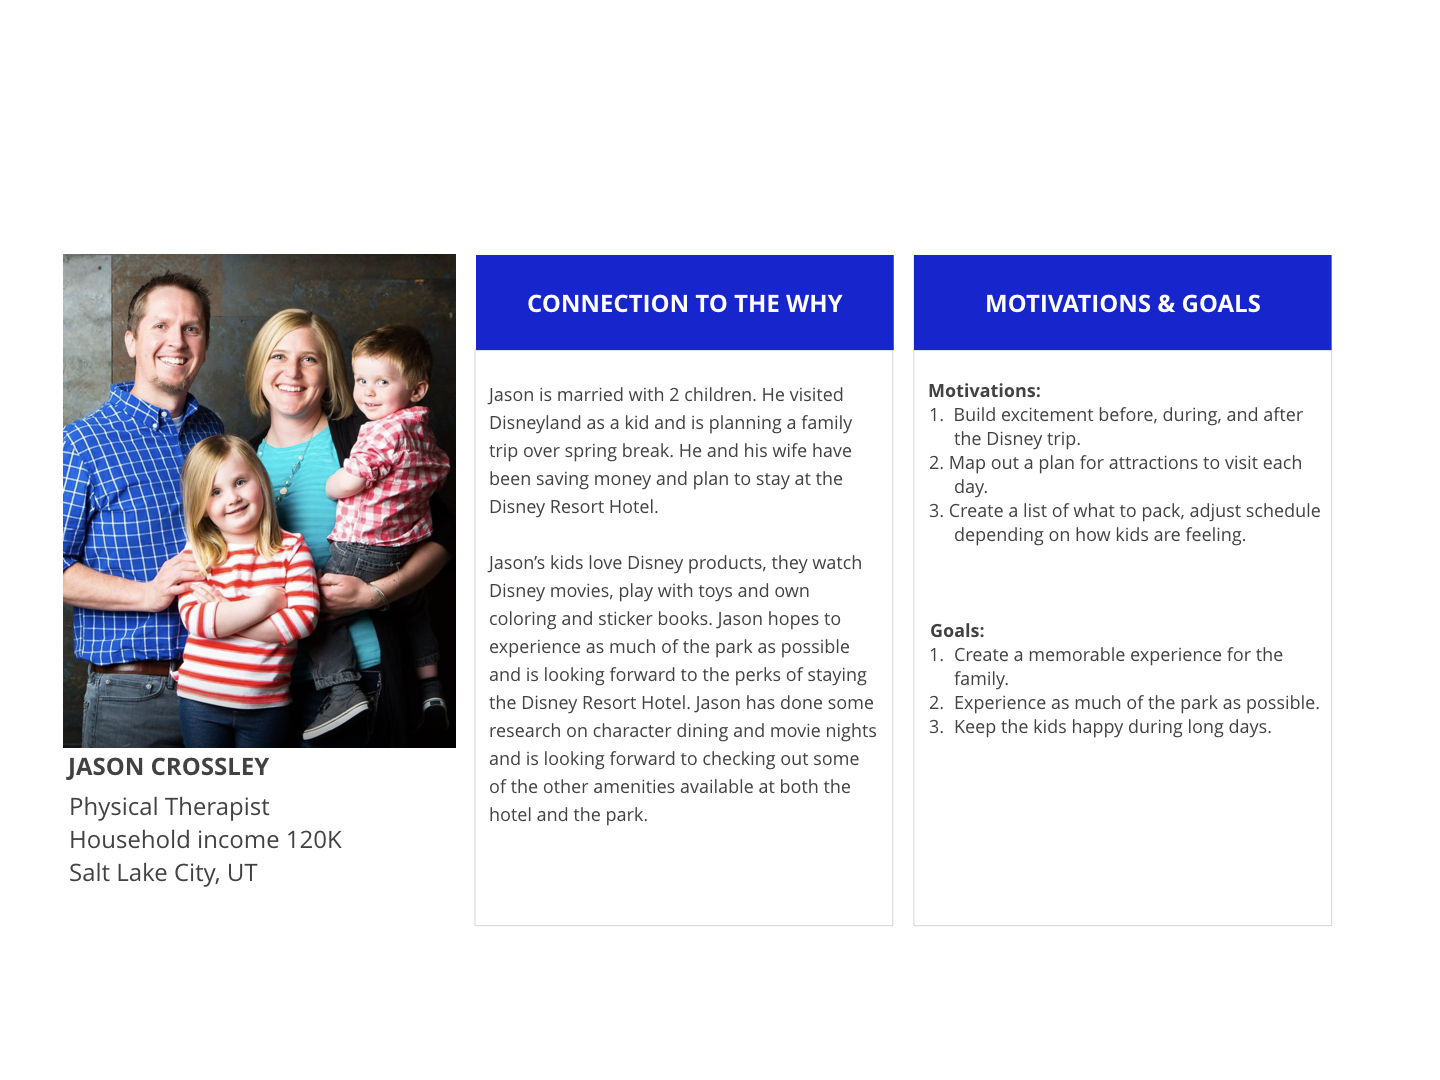 JASON CROSSLEY
Physical Therapist
Household income 120K
Salt Lake City, UT
CONNECTION TO THE WHY
Jason is married with 2 children. He visited
Disneyland as a kid and is planning a family
trip over spring break. He and his wife have
been saving money and plan to stay at the
Disney Resort Hotel.
Jason’s kids love Disney products, they watch
Disney movies, play with toys and own
coloring and sticker books. Jason hopes to
experience as much of the park as possible
and is looking forward to the perks of staying
the Disney Resort Hotel. Jason has done some
research on character dining and movie nights
and is looking forward to checking out some
of the other amenities available at both the
hotel and the park.
MOTIVATIONS & GOALS
Motivations:
1. Build excitement before, during, and after
the Disney trip.
2. Map out a plan for attractions to visit each
day.
3. Create a list of what to pack, adjust schedule
depending on how kids are feeling.
Goals:
1. Create a memorable experience for the
family.
2. Experience as much of the park as possible.
3. Keep the kids happy during long days.